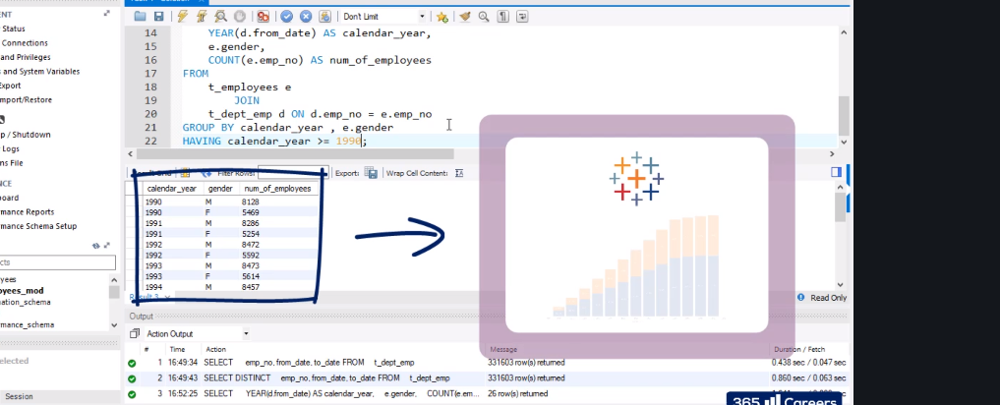 ENT
Status
Connections
and Privileges
s and System Variables
Export
mport/Restore
p / Shutdown
Logs
ns File
NCE
board
mance Reports
mance Schema Setup
cts
yees
oyees_mod
ation_schema
rmance_schema
elected
Session
Don't Limit
14 YEAR(d.from_date) AS calendar_year,
15 e.gender,
16 COUNT(e.emp_no) AS num_of_employees
17 FROM
18 t_employees e
19 JOIN
20 t_dept_emp d ON d.emp_no = e.emp_no
21 GROUP BY calendar_year , e.gender
22 HAVING calendar_year >= 1990;
Filter Rows: Export: Wrap Cell Content:
calendar_year gender num_of_employees
1990 M 8128
1990 F 5469
1991 M 8286
1991 F 5254
1992 M 8472
1992 F 5592
1993 M 8473
1993 F 5614
1994 M 8457
Result 3
Read Only
Output
Action Output
# Time Action Message Duration / Fetch
1 16:49:34 SELECT emp_no, from_date, to_date FROM t_dept_emp 331603 row(s) returned 0.438 sec / 0.047 sec
2 16:49:43 SELECT DISTINCT emp_no, from_date, to_date FROM t_dept_emp 331603 row(s) returned 0.860 sec / 0.063 sec
3 16:52:25 SELECT YEAR(d.from_date) AS calendar_year, e.gender, COUNT(e.em... 26 row(s) returned
365 Careers